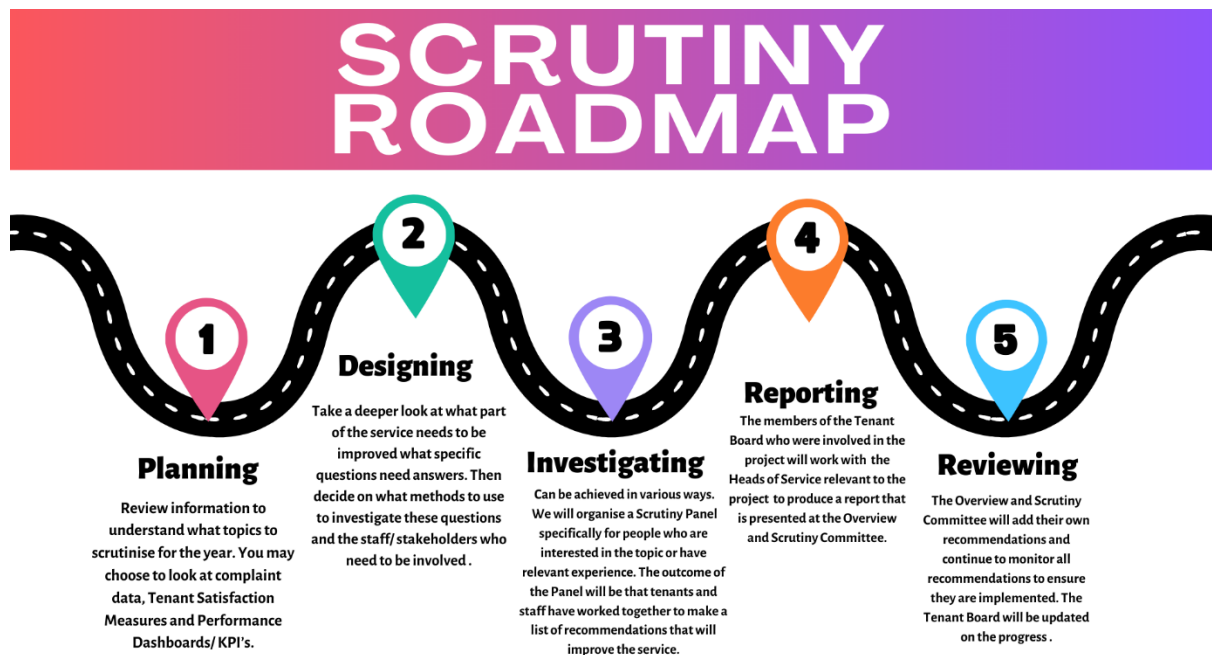 SCRUTINY
ROADMAP
1
Planning
Review information to
understand what topics to
scrutinise for the year. You may
choose to look at complaint
data, Tenant Satisfaction
Measures and Performance
Dashboards/ KPI's.
2
Designing
Take a deeper look at what part
of the service needs to be
improved what specific
questions need answers. Then
decide on what methods to use
to investigate these questions
and the staff/ stakeholders who
need to be involved .
3
Investigating
Can be achieved in various ways.
We will organise a Scrutiny Panel
specifically for people who are
interested in the topic or have
relevant experience. The outcome of
the Panel will be that tenants and
staff have worked together to make a
list of recommendations that will
improve the service.
4
Reporting
The members of the Tenant
Board who were involved in the
project will work with the
Heads of Service relevant to the
project to produce a report that
is presented at the Overview
and Scrutiny Committee.
5
Reviewing
The Overview and Scrutiny
Committee will add their own
recommendations and
continue to monitor all
recommendations to ensure
they are implemented. The
Tenant Board will be updated
on the progress .